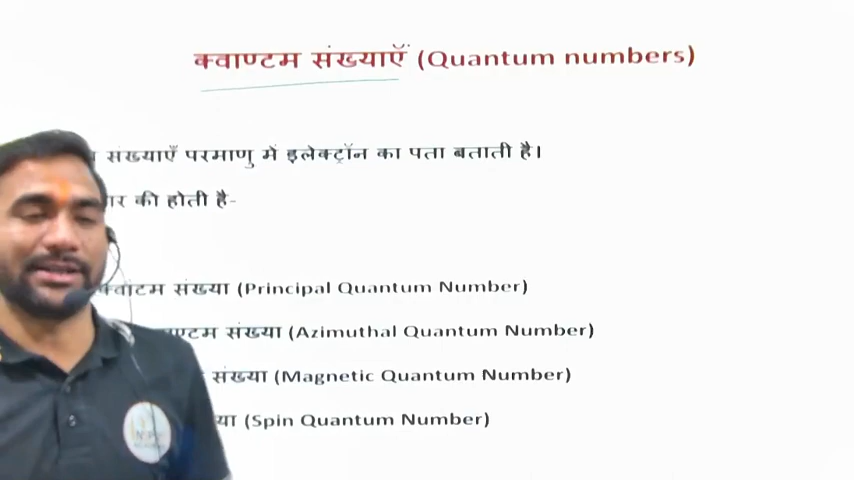 क्वाण्टम संख्याएँ (Quantum numbers)
संख्याएँ परमाणु में इलेक्ट्रॉन का पता बताती है।
की होती है-
संख्या (Principal Quantum Number)
संख्या (Azimuthal Quantum Number)
संख्या (Magnetic Quantum Number)
(Spin Quantum Number)